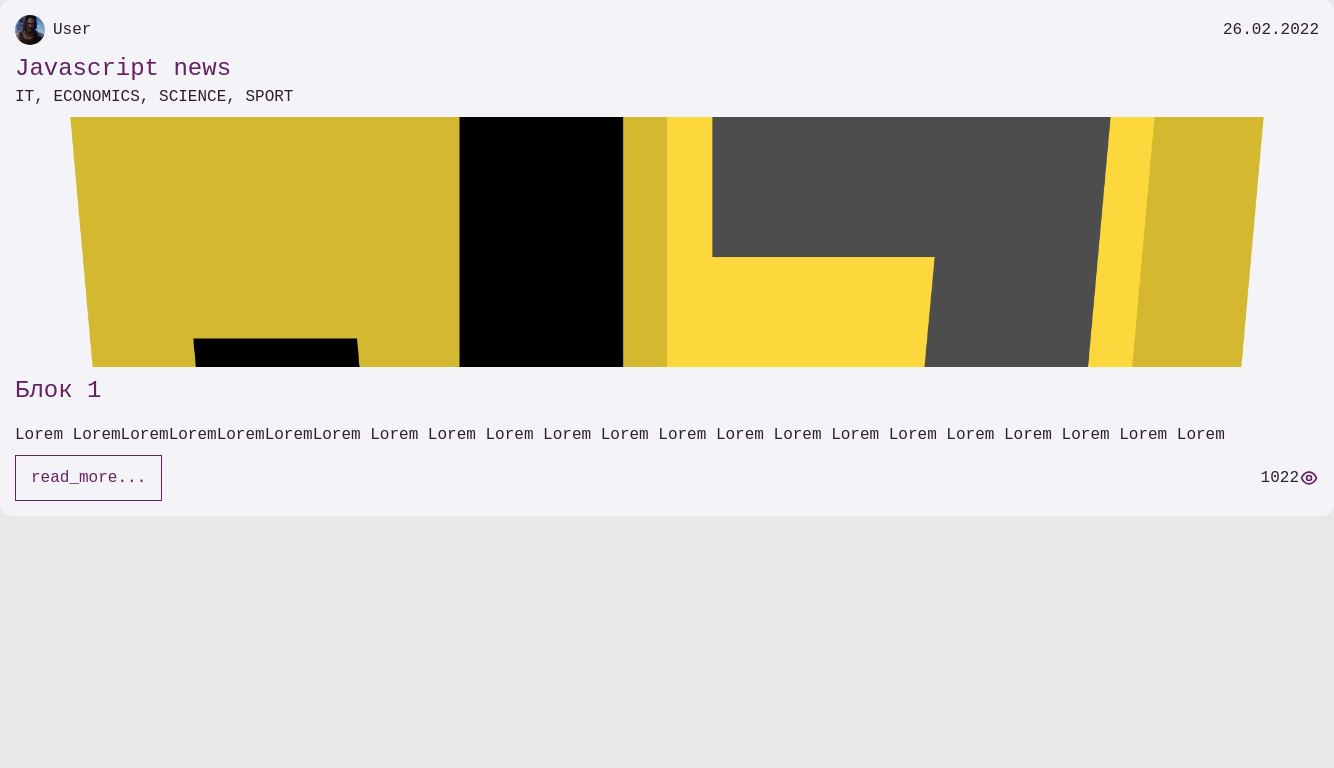 User
26.02.2022
Javascript news
IT, ECONOMICS, SCIENCE, SPORT
Блок 1
Lorem LoremLoremLoremLoremLoremLorem Lorem Lorem Lorem Lorem Lorem Lorem Lorem Lorem Lorem Lorem Lorem Lorem Lorem Lorem Lorem
read_more...
1022